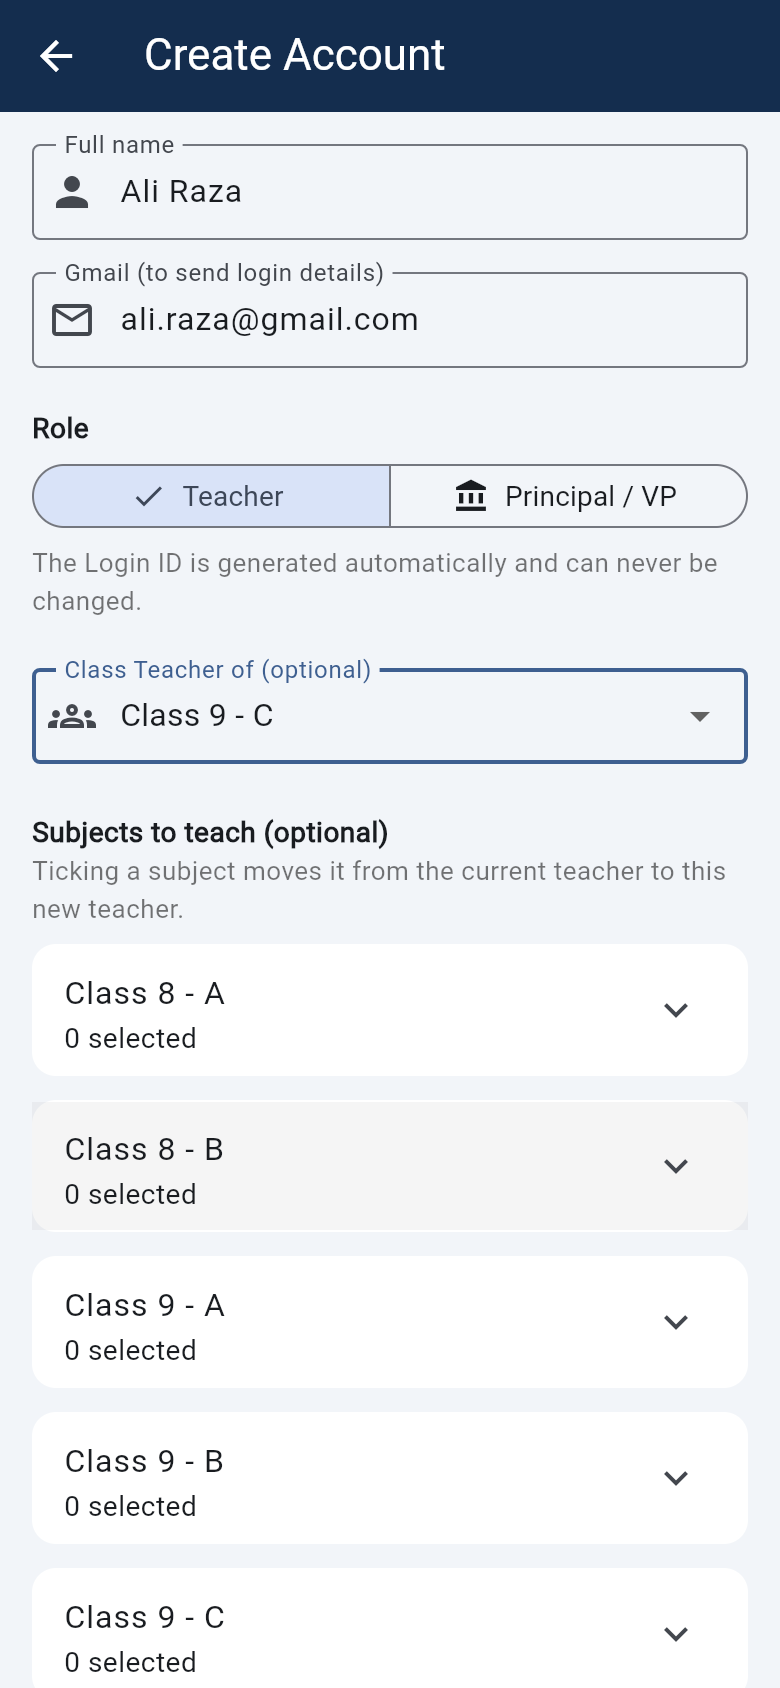 Create Account
Full name
Ali Raza
Gmail (to send login details)
ali.raza@gmail.com
Role
Teacher
Principal / VP
The Login ID is generated automatically and can never be
changed.
Class Teacher of (optional)
Class 9 - C
Subjects to teach (optional)
Ticking a subject moves it from the current teacher to this
new teacher.
Class 8 - A
0 selected
Class 8 - B
0 selected
Class 9 - A
0 selected
Class 9 - B
0 selected
Class 9 - C
0 selected